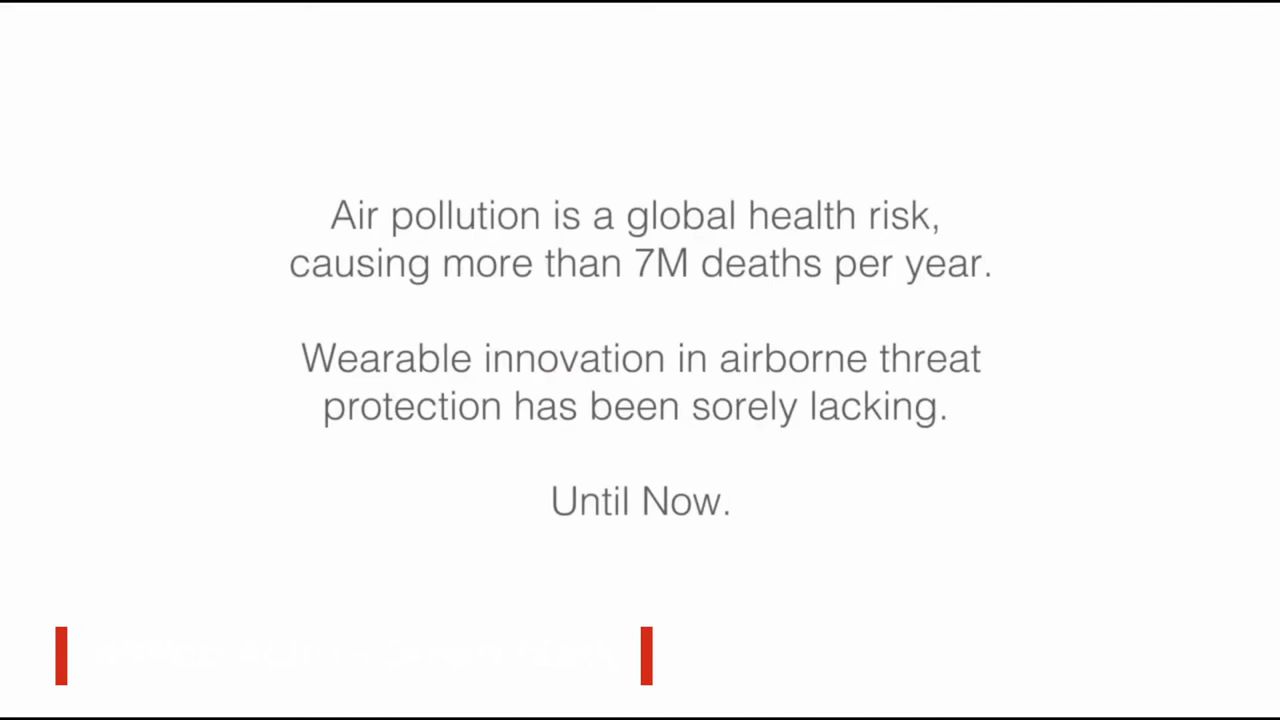 Air pollution is a global health risk,
causing more than 7M deaths per year.
Wearable innovation in airborne threat
protection has been sorely lacking.
Until Now.